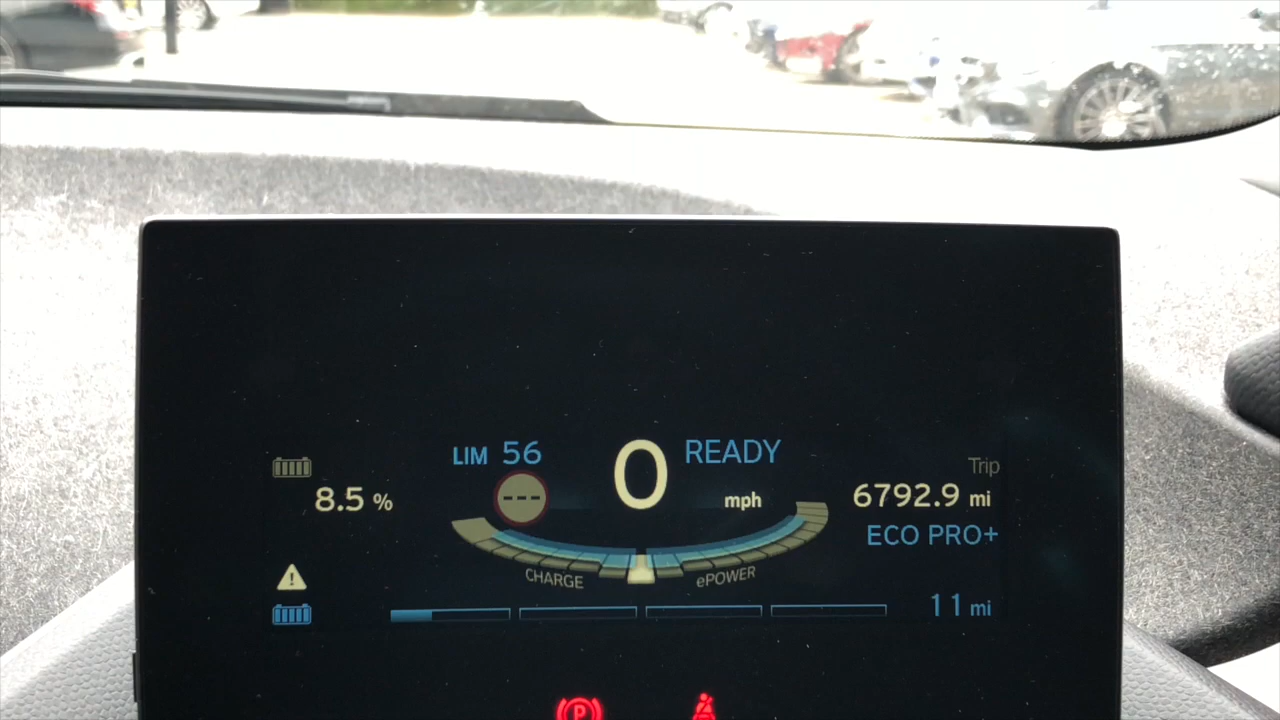 LIM 56
0
READY
mph
8.5 %
---
Trip
6792.9 mi
ECO PRO+
CHARGE
ePOWER
11 mi
P